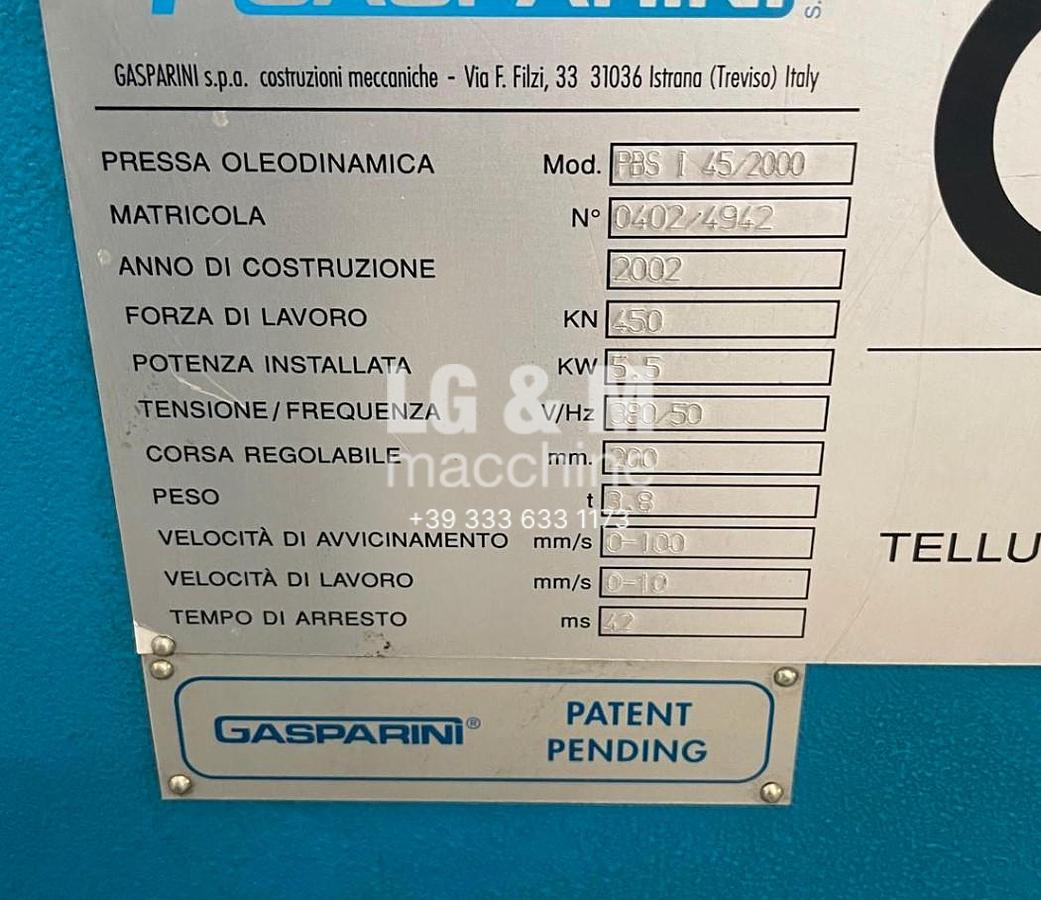 GASPARINI
GASPARINI s.p.a. costruzioni meccaniche - Via F. Filzi, 33 31036 Istrana (Treviso) Italy
PRESSA OLEODINAMICA Mod. PBS I 45/2000
MATRICOLA N° 0402/4942
ANNO DI COSTRUZIONE 2002
FORZA DI LAVORO KN 450
POTENZA INSTALLATA KW 5.5
TENSIONE/FREQUENZA V/Hz 380/50
CORSA REGOLABILE mm. 200
PESO t 3.8
VELOCITÀ DI AVVICINAMENTO mm/s 0-100
VELOCITÀ DI LAVORO mm/s 0-10
TEMPO DI ARRESTO ms 42
LG & M
macchine
+39 333 633 1173
TELLU
GASPARINI® PATENT
PENDING